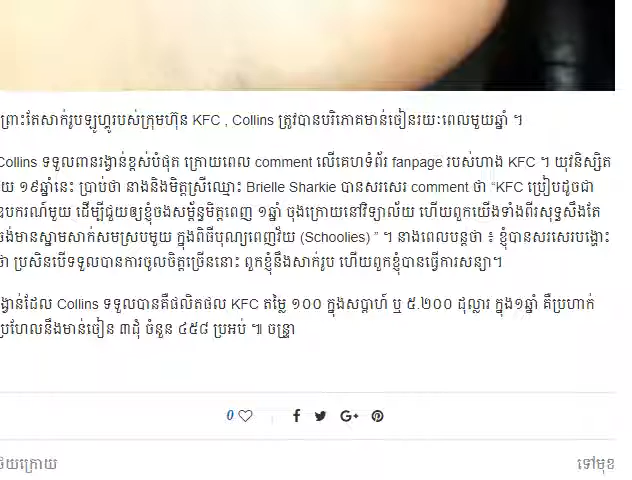 ព្រោះតែសាក់រូបឡូហ្គូរបស់ក្រុមហ៊ុន KFC , Collins ត្រូវបានបរិភោគមាន់ចៀនរយៈពេលមួយឆ្នាំ ។
Collins ទទួលពានរង្វាន់ខ្ពស់បំផុត ក្រោយពេល comment លើគេហទំព័រ fanpage របស់ហាង KFC ។ យុវនិស្សិត
វ័យ ១៩ឆ្នាំនេះ ប្រាប់ថា នាងនិងមិត្តស្រីឈ្មោះ Brielle Sharkie បានសរសេរ comment ថា “KFC ប្រៀបដូចជា
ឧបករណ៍មួយ ដើម្បីជួយឲ្យខ្ញុំចងសម្ព័ន្ធមិត្តពេញ ១ឆ្នាំ ចុងក្រោយនៅវិទ្យាល័យ ហើយពួកយើងទាំងពីរសុទ្ធសឹងតែ
ចង់មានស្នាមសាក់សមស្របមួយ ក្នុងពិធីបុណ្យពេញវ័យ (Schoolies) ” ។ នាងពេលបន្តថា ៖ ខ្ញុំបានសរសេរបង្ហោះ
ថា ប្រសិនបើទទួលបានការចូលចិត្តច្រើននោះ ពួកខ្ញុំនឹងសាក់រូប ហើយពួកខ្ញុំបានធ្វើការសន្យា។
រង្វាន់ដែល Collins ទទួលបានគឺផលិតផល KFC តម្លៃ ១០០ ក្នុងសប្តាហ៍ ឬ ៥.២០០ ដុល្លារ ក្នុង១ឆ្នាំ គឺប្រហាក់
ប្រហែលនឹងមាន់ចៀន ៣ដុំ ចំនួន ៤៥៨ ប្រអប់ ៕ ចន្ទ្រា
0
ថយក្រោយ
ទៅមុខ